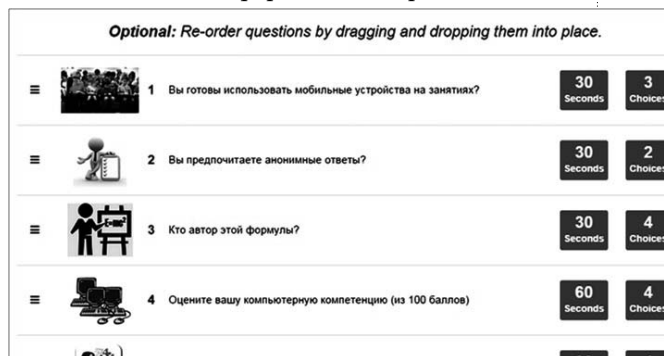 Optional: Re-order questions by dragging and dropping them into place.
1 Вы готовы использовать мобильные устройства на занятиях? 30 Seconds 3 Choices
2 Вы предпочитаете анонимные ответы? 30 Seconds 2 Choices
E=mc²
3 Кто автор этой формулы? 30 Seconds 4 Choices
4 Оцените вашу компьютерную компетенцию (из 100 баллов) 60 Seconds 4 Choices